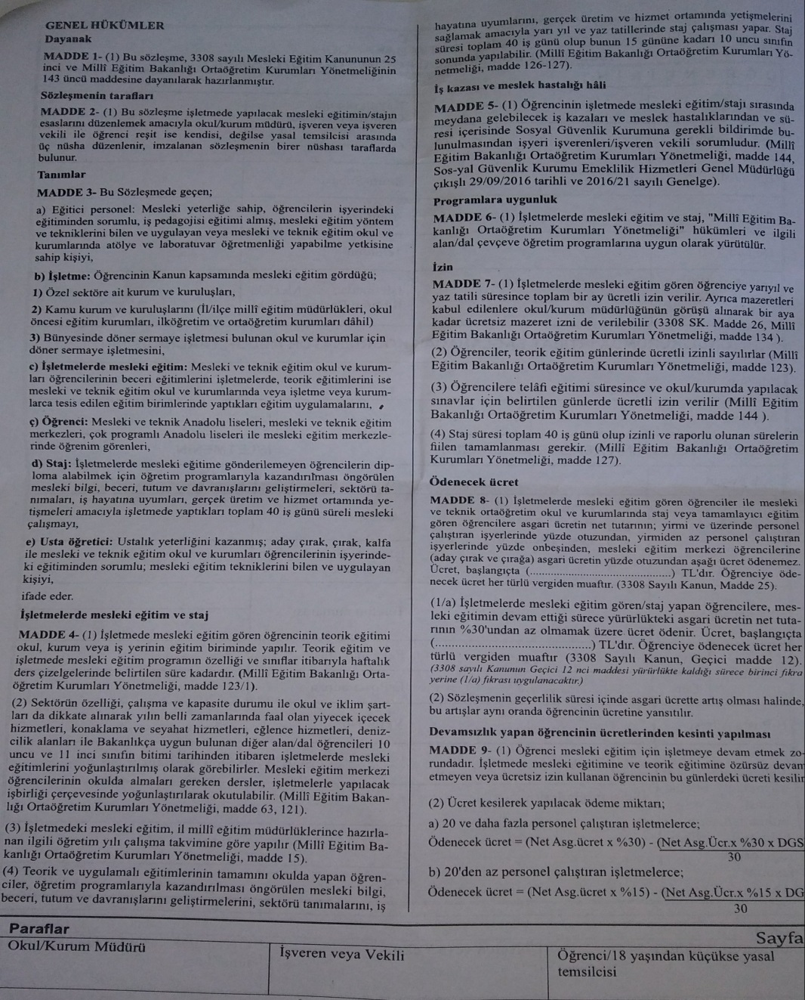 GENEL HÜKÜMLER
Dayanak
MADDE 1- (1) Bu sözleşme, 3308 sayılı Mesleki Eğitim Kanununun 25
inci ve Millî Eğitim Bakanlığı Ortaöğretim Kurumları Yönetmeliğinin
143 üncü maddesine dayanılarak hazırlanmıştır.
Sözleşmenin tarafları
MADDE 2- (1) Bu sözleşme işletmede yapılacak mesleki eğitimin/stajın
esaslarını düzenlemek amacıyla okul/kurum müdürü, işveren veya işveren
vekili ile öğrenci reşit ise kendisi, değilse yasal temsilcisi arasında
üç nüsha düzenlenir, imzalanan sözleşmenin birer nüshası taraflarda
bulunur.
Tanımlar
MADDE 3- Bu Sözleşmede geçen;
a) Eğitici personel: Mesleki yeterliğe sahip, öğrencilerin işyerindeki
eğitiminden sorumlu, iş pedagojisi eğitimi almış, mesleki eğitim yöntem
ve tekniklerini bilen ve uygulayan veya mesleki ve teknik eğitim okul ve
kurumlarında atölye ve laboratuvar öğretmenliği yapabilme yetkisine
sahip kişiyi,
b) İşletme: Öğrencinin Kanun kapsamında mesleki eğitim gördüğü;
1) Özel sektöre ait kurum ve kuruluşları,
2) Kamu kurum ve kuruluşlarını (İl/ilçe millî eğitim müdürlükleri, okul
öncesi eğitim kurumları, ilköğretim ve ortaöğretim kurumları dâhil)
3) Bünyesinde döner sermaye işletmesi bulunan okul ve kurumlar için
döner sermaye işletmesini,
c) İşletmelerde mesleki eğitim: Mesleki ve teknik eğitim okul ve kurum-
ları öğrencilerinin beceri eğitimlerini işletmelerde, teorik eğitimlerini ise
mesleki ve teknik eğitim okul ve kurumlarında veya işletme veya kurum-
larca tesis edilen eğitim birimlerinde yaptıkları eğitim uygulamalarını,
ç) Öğrenci: Mesleki ve teknik Anadolu liseleri, mesleki ve teknik eğitim
merkezleri, çok programlı Anadolu liseleri ile mesleki eğitim merkezle-
rinde öğrenim görenleri,
d) Staj: İşletmelerde mesleki eğitime gönderilemeyen öğrencilerin dip-
loma alabilmek için öğretim programlarıyla kazandırılması öngörülen
mesleki bilgi, beceri, tutum ve davranışlarını geliştirmeleri, sektörü ta-
nımaları, iş hayatına uyumları, gerçek üretim ve hizmet ortamında ye-
tişmeleri amacıyla işletmede yaptıkları toplam 40 iş günü süreli mesleki
çalışmayı,
e) Usta öğretici: Ustalık yeterliğini kazanmış; aday çırak, çırak, kalfa
ile mesleki ve teknik eğitim okul ve kurumları öğrencilerinin işyerinde-
ki eğitiminden sorumlu; mesleki eğitim tekniklerini bilen ve uygulayan
kişiyi,
ifade eder.
İşletmelerde mesleki eğitim ve staj
MADDE 4- (1) İşletmede mesleki eğitim gören öğrencinin teorik eğitimi
okul, kurum veya iş yerinin eğitim biriminde yapılır. Teorik eğitim ve
işletmede mesleki eğitim programın özelliği ve sınıflar itibarıyla haftalık
ders çizelgelerinde belirtilen süre kadardır. (Millî Eğitim Bakanlığı Orta-
öğretim Kurumları Yönetmeliği, madde 123/1).
(2) Sektörün özelliği, çalışma ve kapasite durumu ile okul ve iklim şart-
ları da dikkate alınarak yılın belli zamanlarında faal olan yiyecek içecek
hizmetleri, konaklama ve seyahat hizmetleri, eğlence hizmetleri, deniz-
cilik alanları ile Bakanlıkça uygun bulunan diğer alan/dal öğrencileri 10
uncu ve 11 inci sınıfın bitimi tarihinden itibaren işletmelerde mesleki
eğitimlerini yoğunlaştırılmış olarak görebilirler. Mesleki eğitim merkezi
öğrencilerinin okulda almaları gereken dersler, işletmelerle yapılacak
işbirliği çerçevesinde yoğunlaştırılarak okutulabilir. (Millî Eğitim Bakan-
lığı Ortaöğretim Kurumları Yönetmeliği, madde 63, 121).
(3) İşletmedeki mesleki eğitim, il millî eğitim müdürlüklerince hazırla-
nan ilgili öğretim yılı çalışma takvimine göre yapılır (Millî Eğitim Ba-
kanlığı Ortaöğretim Kurumları Yönetmeliği, madde 15).
(4) Teorik ve uygulamalı eğitimlerinin tamamını okulda yapan öğren-
ciler, öğretim programlarıyla kazandırılması öngörülen mesleki bilgi,
beceri, tutum ve davranışlarını geliştirmelerini, sektörü tanımalarını, iş
hayatına uyumlarını, gerçek üretim ve hizmet ortamında yetişmelerini
sağlamak amacıyla yarı yıl ve yaz tatillerinde staj çalışması yapar. Staj
süresi toplam 40 iş günü olup bunun 15 gününe kadarı 10 uncu sınıfın
sonunda yapılabilir. (Millî Eğitim Bakanlığı Ortaöğretim Kurumları Yö-
netmeliği, madde 126-127).
İş kazası ve meslek hastalığı hâli
MADDE 5- (1) Öğrencinin işletmede mesleki eğitim/stajı sırasında
meydana gelebilecek iş kazaları ve meslek hastalıklarından ve sü-
resi içerisinde Sosyal Güvenlik Kurumuna gerekli bildirimde bu-
lunulmasından işyeri işverenleri/işveren vekili sorumludur. (Millî
Eğitim Bakanlığı Ortaöğretim Kurumları Yönetmeliği, madde 144,
Sos-yal Güvenlik Kurumu Emeklilik Hizmetleri Genel Müdürlüğü
çıkışlı 29/09/2016 tarihli ve 2016/21 sayılı Genelge).
Programlara uygunluk
MADDE 6- (1) İşletmelerde mesleki eğitim ve staj, "Millî Eğitim Ba-
kanlığı Ortaöğretim Kurumları Yönetmeliği" hükümleri ve ilgili
alan/dal çevçeve öğretim programlarına uygun olarak yürütülür.
İzin
MADDE 7- (1) İşletmelerde mesleki eğitim gören öğrenciye yarıyıl ve
yaz tatili süresince toplam bir ay ücretli izin verilir. Ayrıca mazeretleri
kabul edilenlere okul/kurum müdürlüğünün görüşü alınarak bir aya
kadar ücretsiz mazeret izni de verilebilir (3308 SK. Madde 26, Millî
Eğitim Bakanlığı Ortaöğretim Kurumları Yönetmeliği, madde 134 ).
(2) Öğrenciler, teorik eğitim günlerinde ücretli izinli sayılırlar (Millî
Eğitim Bakanlığı Ortaöğretim Kurumları Yönetmeliği, madde 123).
(3) Öğrencilere telâfi eğitimi süresince ve okul/kurumda yapılacak
sınavlar için belirtilen günlerde ücretli izin verilir (Millî Eğitim
Bakanlığı Ortaöğretim Kurumları Yönetmeliği, madde 144 ).
(4) Staj süresi toplam 40 iş günü olup izinli ve raporlu olunan sürelerin
fiilen tamamlanması gerekir. (Millî Eğitim Bakanlığı Ortaöğretim
Kurumları Yönetmeliği, madde 127).
Ödenecek ücret
MADDE 8- (1) İşletmelerde mesleki eğitim gören öğrenciler ile mesleki
ve teknik ortaöğretim okul ve kurumlarında staj veya tamamlayıcı eğitim
gören öğrencilere asgari ücretin net tutarının; yirmi ve üzerinde personel
çalıştıran işyerlerinde yüzde otuzundan, yirmiden az personel çalıştıran
işyerlerinde yüzde onbeşinden, mesleki eğitim merkezi öğrencilerine
(aday çırak ve çırağa) asgari ücretin yüzde otuzundan aşağı ücret ödenemez.
Ücret, başlangıçta (................................................) TL'dır. Öğrenciye öde-
necek ücret her türlü vergiden muaftır. (3308 Sayılı Kanun, Madde 25).
(1/a) İşletmelerde mesleki eğitim gören/staj yapan öğrencilere, mes-
leki eğitimin devam ettiği sürece yürürlükteki asgari ücretin net tuta-
rının %30'undan az olmamak üzere ücret ödenir. Ücret, başlangıçta
(................................................) TL'dır. Öğrenciye ödenecek ücret her
türlü vergiden muaftır (3308 Sayılı Kanun, Geçici madde 12).
(3308 sayılı Kanunun Geçici 12 nci maddesi yürürlükte kaldığı sürece birinci fıkra
yerine (1/a) fıkrası uygulanacaktır.)
(2) Sözleşmenin geçerlilik süresi içinde asgari ücrette artış olması halinde,
bu artışlar aynı oranda öğrencinin ücretine yansıtılır.
Devamsızlık yapan öğrencinin ücretlerinden kesinti yapılması
MADDE 9- (1) Öğrenci mesleki eğitim için işletmeye devam etmek zo-
rundadır. İşletmede mesleki eğitimine ve teorik eğitimine özürsüz devam
etmeyen veya ücretsiz izin kullanan öğrencinin bu günlerdeki ücreti kesilir
(2) Ücret kesilerek yapılacak ödeme miktarı;
a) 20 ve daha fazla personel çalıştıran işletmelerce;
Ödenecek ücret = (Net Asg.ücret x %30) - (Net Asg.Ücr.x %30 x DGS
30
b) 20'den az personel çalıştıran işletmelerce;
Ödenecek ücret = (Net Asg.ücret x %15) - (Net Asg.Ücr.x %15 x DG
30
Paraflar
Sayfa
Okul/Kurum Müdürü
İşveren veya Vekili
Öğrenci/18 yaşından küçükse yasal
temsilcisi